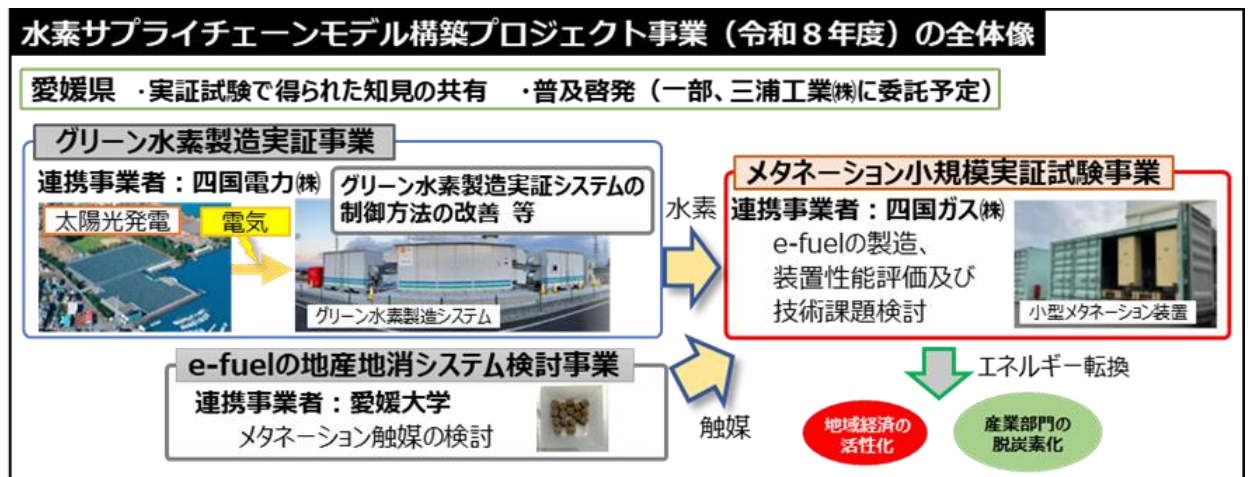 水素サプライチェーンモデル構築プロジェクト事業（令和８年度）の全体像
愛媛県 ・実証試験で得られた知見の共有 ・普及啓発（一部、三浦工業㈱に委託予定）
グリーン水素製造実証事業
連携事業者：四国電力㈱
グリーン水素製造実証システムの
制御方法の改善 等
太陽光発電
電気
グリーン水素製造システム
水素
メタネーション小規模実証試験事業
連携事業者：四国ガス㈱
e-fuelの製造、
装置性能評価及び
技術課題検討
小型メタネーション装置
e-fuelの地産地消システム検討事業
連携事業者：愛媛大学
メタネーション触媒の検討
触媒
エネルギー転換
地域経済の
活性化
産業部門の
脱炭素化